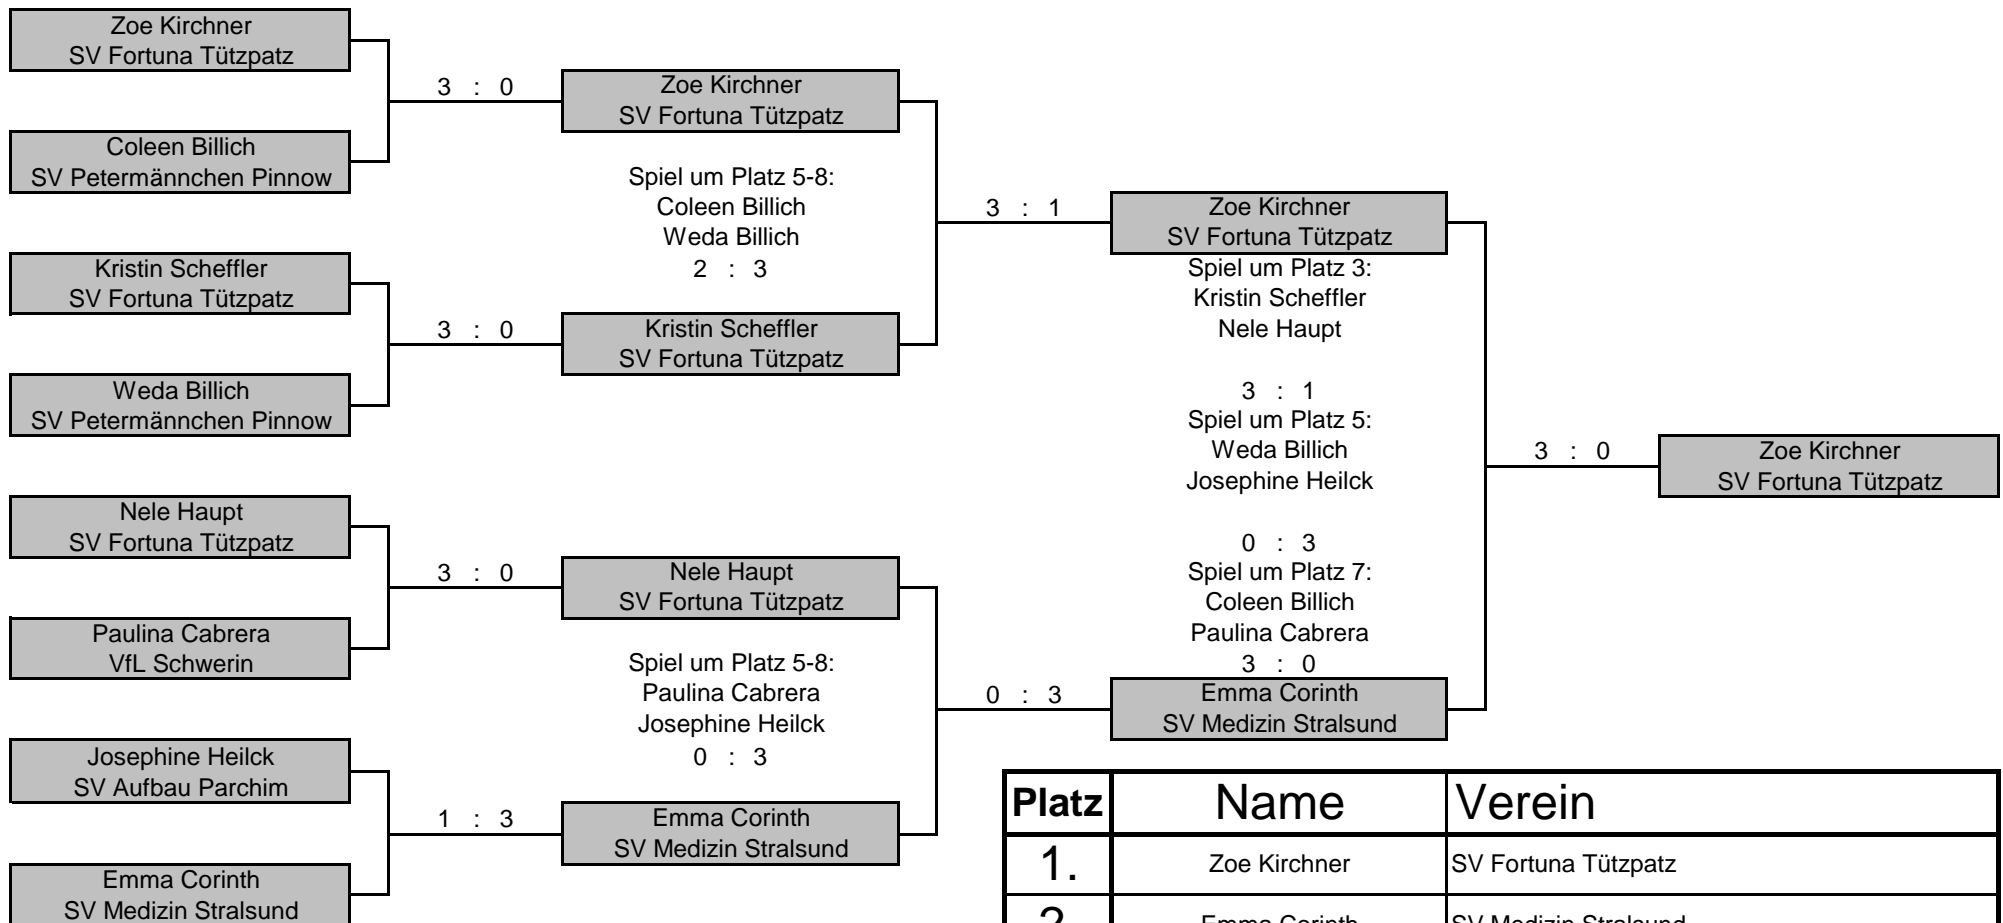 Zoe Kirchner
SV Fortuna Tützpatz
3 : 0
Coleen Billich
SV Petermännchen Pinnow
Kristin Scheffler
SV Fortuna Tützpatz
3 : 0
Weda Billich
SV Petermännchen Pinnow
Nele Haupt
SV Fortuna Tützpatz
3 : 0
Paulina Cabrera
VfL Schwerin
Josephine Heilck
SV Aufbau Parchim
1 : 3
Emma Corinth
SV Medizin Stralsund
Zoe Kirchner
SV Fortuna Tützpatz
Spiel um Platz 5-8:
Coleen Billich
Weda Billich
2 : 3
Kristin Scheffler
SV Fortuna Tützpatz
3 : 1
Nele Haupt
SV Fortuna Tützpatz
Spiel um Platz 5-8:
Paulina Cabrera
Josephine Heilck
0 : 3
Emma Corinth
SV Medizin Stralsund
0 : 3
Zoe Kirchner
SV Fortuna Tützpatz
Spiel um Platz 3:
Kristin Scheffler
Nele Haupt
3 : 1
Spiel um Platz 5:
Weda Billich
Josephine Heilck
0 : 3
Spiel um Platz 7:
Coleen Billich
Paulina Cabrera
3 : 0
Emma Corinth
SV Medizin Stralsund
3 : 0
Zoe Kirchner
SV Fortuna Tützpatz
Platz Name Verein
1. Zoe Kirchner SV Fortuna Tützpatz
2. Emma Corinth SV Medizin Stralsund